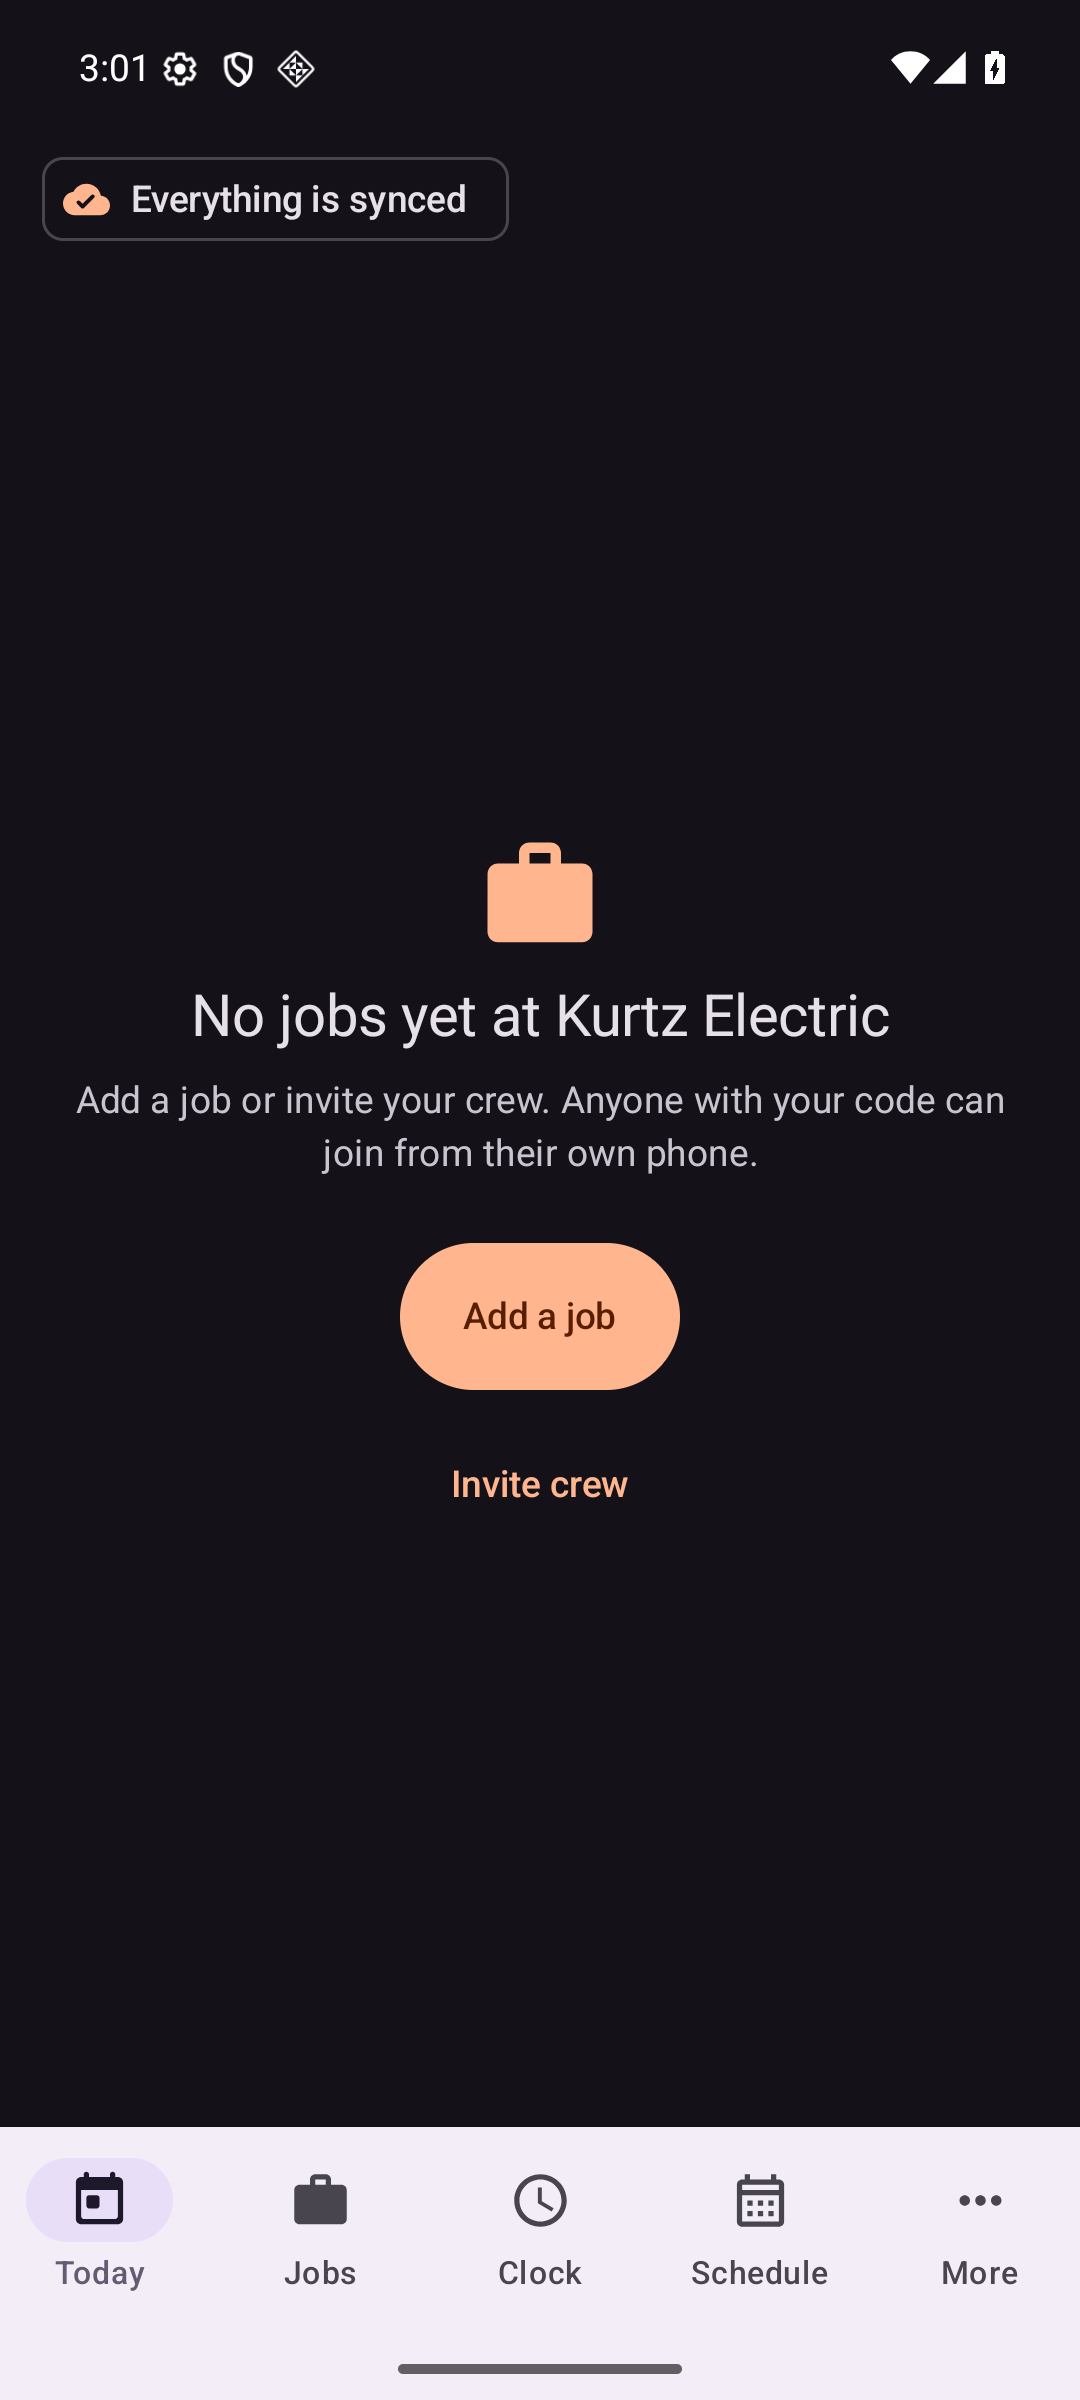 3:01
Everything is synced
No jobs yet at Kurtz Electric
Add a job or invite your crew. Anyone with your code can
join from their own phone.
Add a job
Invite crew
Today
Jobs
Clock
Schedule
More